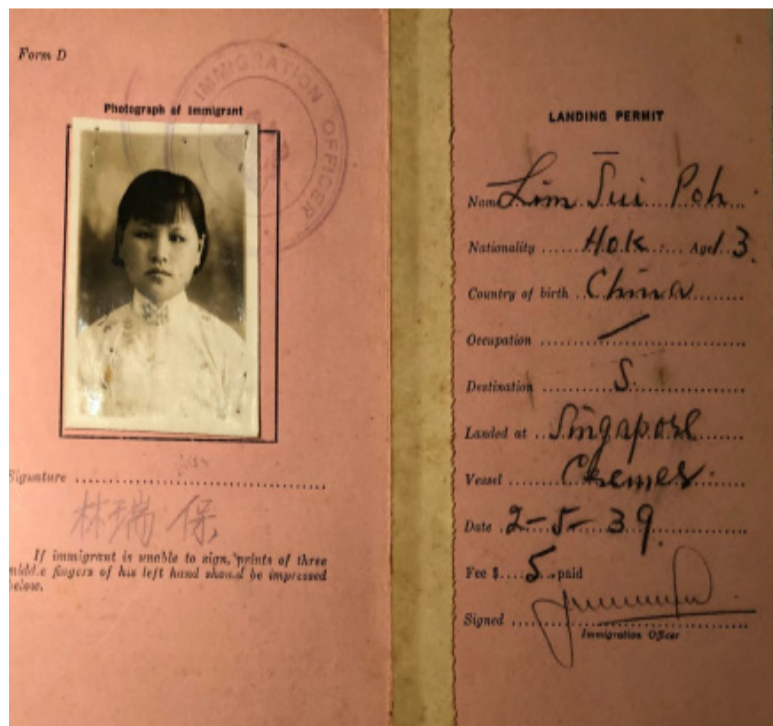 Form D
IMMIGRATION OFFICER
Photograph of Immigrant
Signature
林瑞保
If immigrant is unable to sign, prints of three
middle fingers of his left hand should be impressed
below.
LANDING PERMIT
Name Lim Sui Poh
Nationality Hok Age 13.
Country of birth China
Occupation /
Destination S.
Landed at Singapore
Vessel
Date 2-5-39.
Fee $ 5 paid
Signed
Immigration Officer